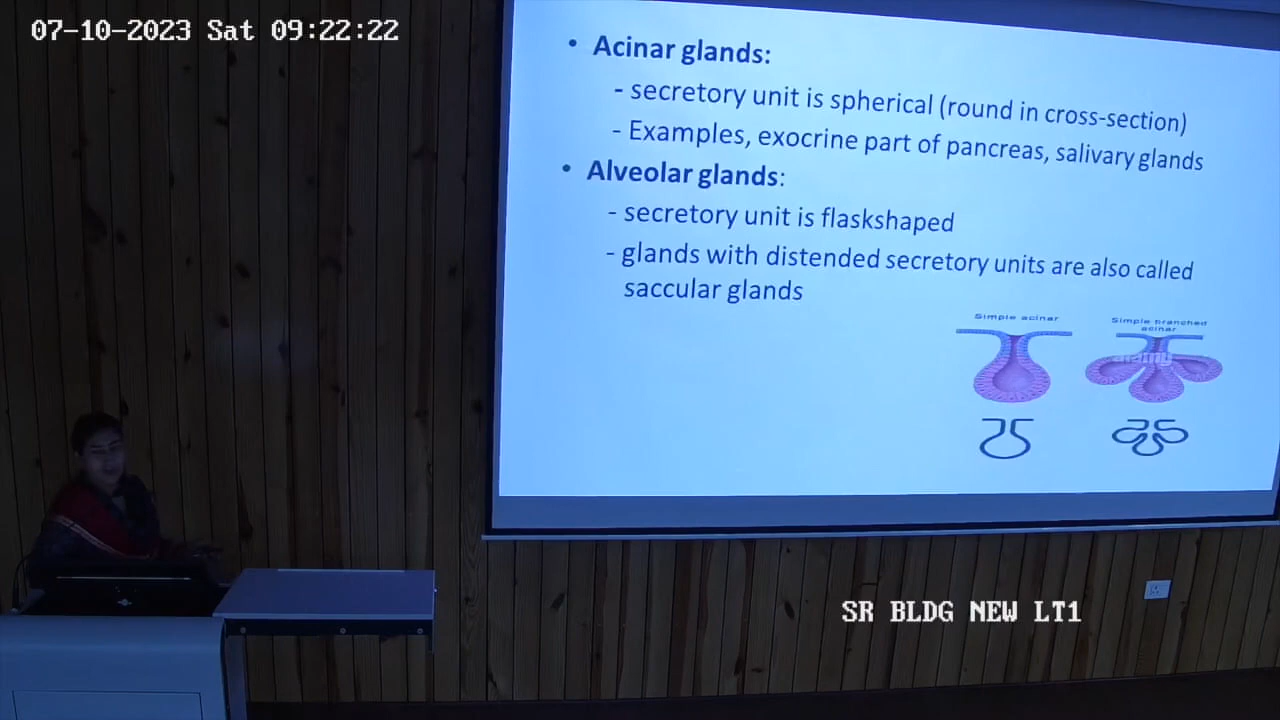 07-10-2023 Sat 09:22:22
• Acinar glands:
- secretory unit is spherical (round in cross-section)
- Examples, exocrine part of pancreas, salivary glands
• Alveolar glands:
- secretory unit is flaskshaped
- glands with distended secretory units are also called
saccular glands
Simple acinar
Simple branched
acinar
alamy
SR BLDG NEW LT1